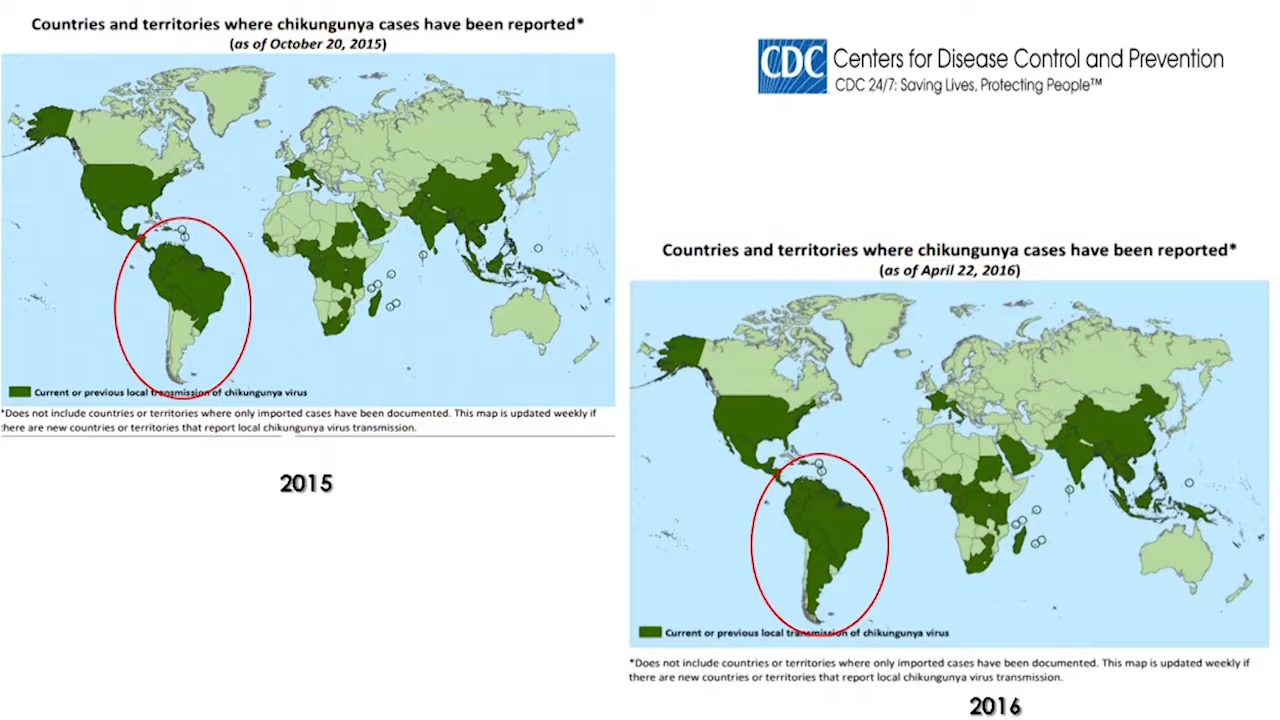 Countries and territories where chikungunya cases have been reported*
(as of October 20, 2015)
Current or previous local transmission of chikungunya virus
*Does not include countries or territories where only imported cases have been documented. This map is updated weekly if
there are new countries or territories that report local chikungunya virus transmission.
2015
CDC Centers for Disease Control and Prevention
CDC 24/7: Saving Lives, Protecting People™
Countries and territories where chikungunya cases have been reported*
(as of April 22, 2016)
Current or previous local transmission of chikungunya virus
*Does not include countries or territories where only imported cases have been documented. This map is updated weekly if
there are new countries or territories that report local chikungunya virus transmission.
2016